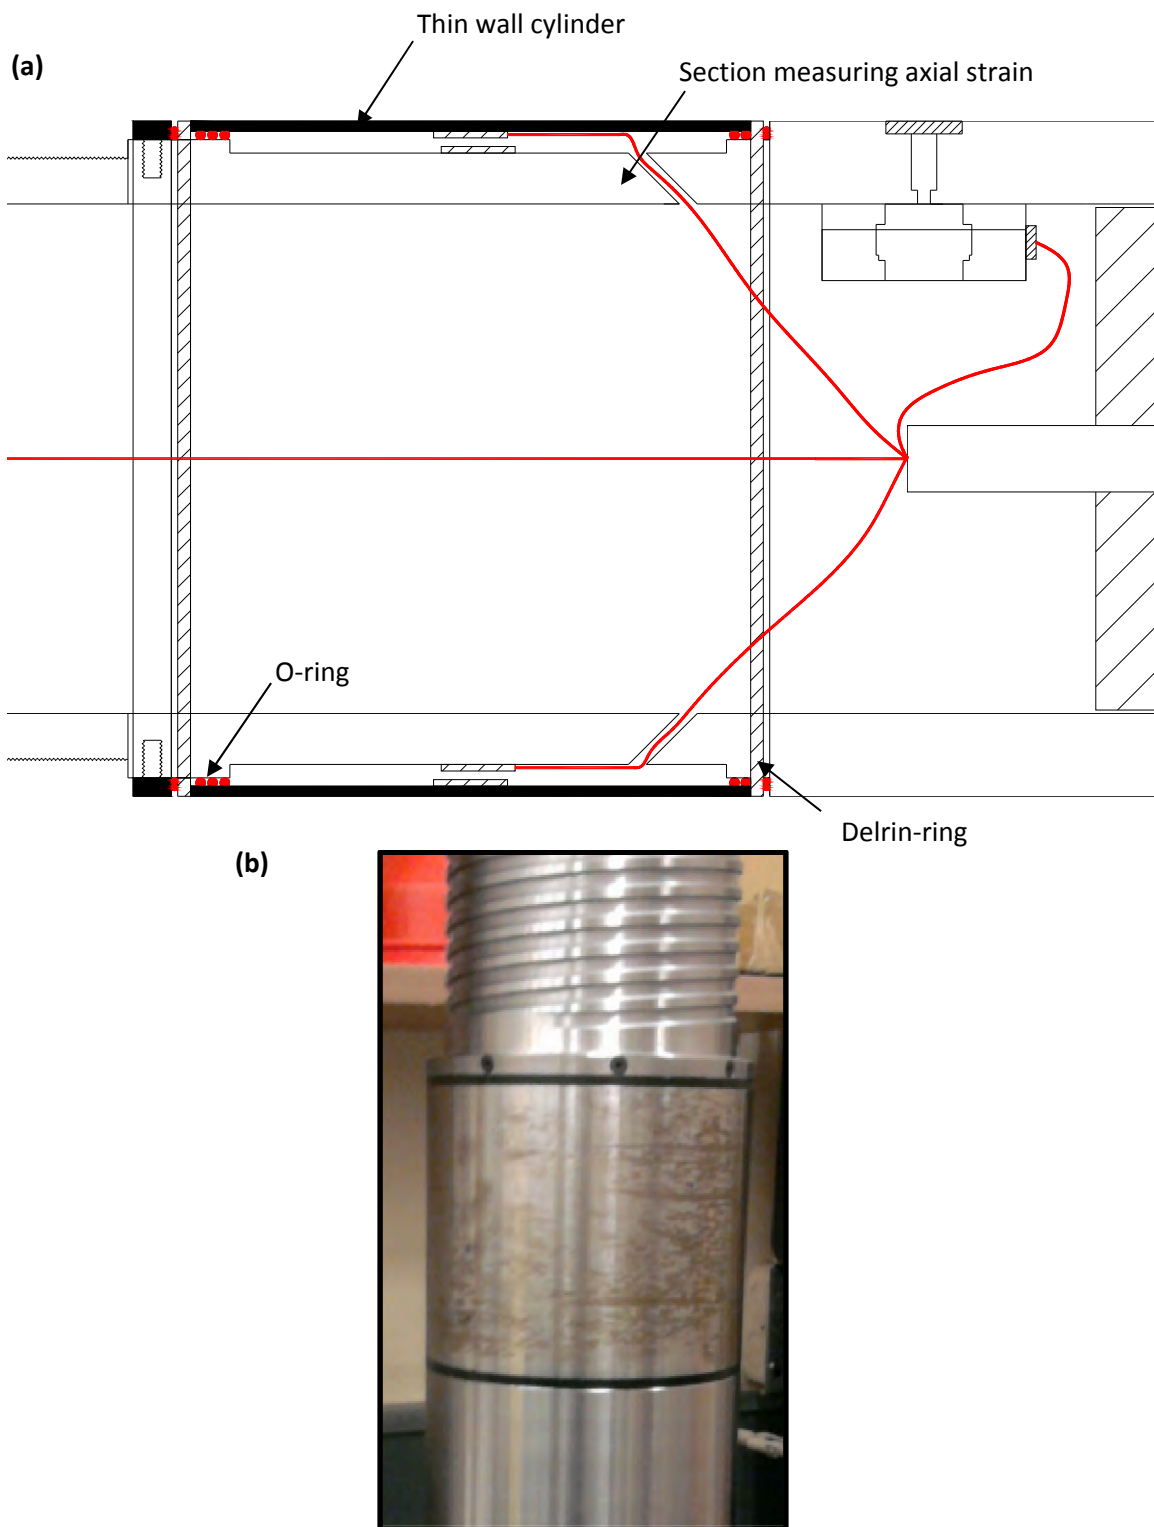 Thin wall cylinder
(a)
Section measuring axial strain
O-ring
Delrin-ring
(b)